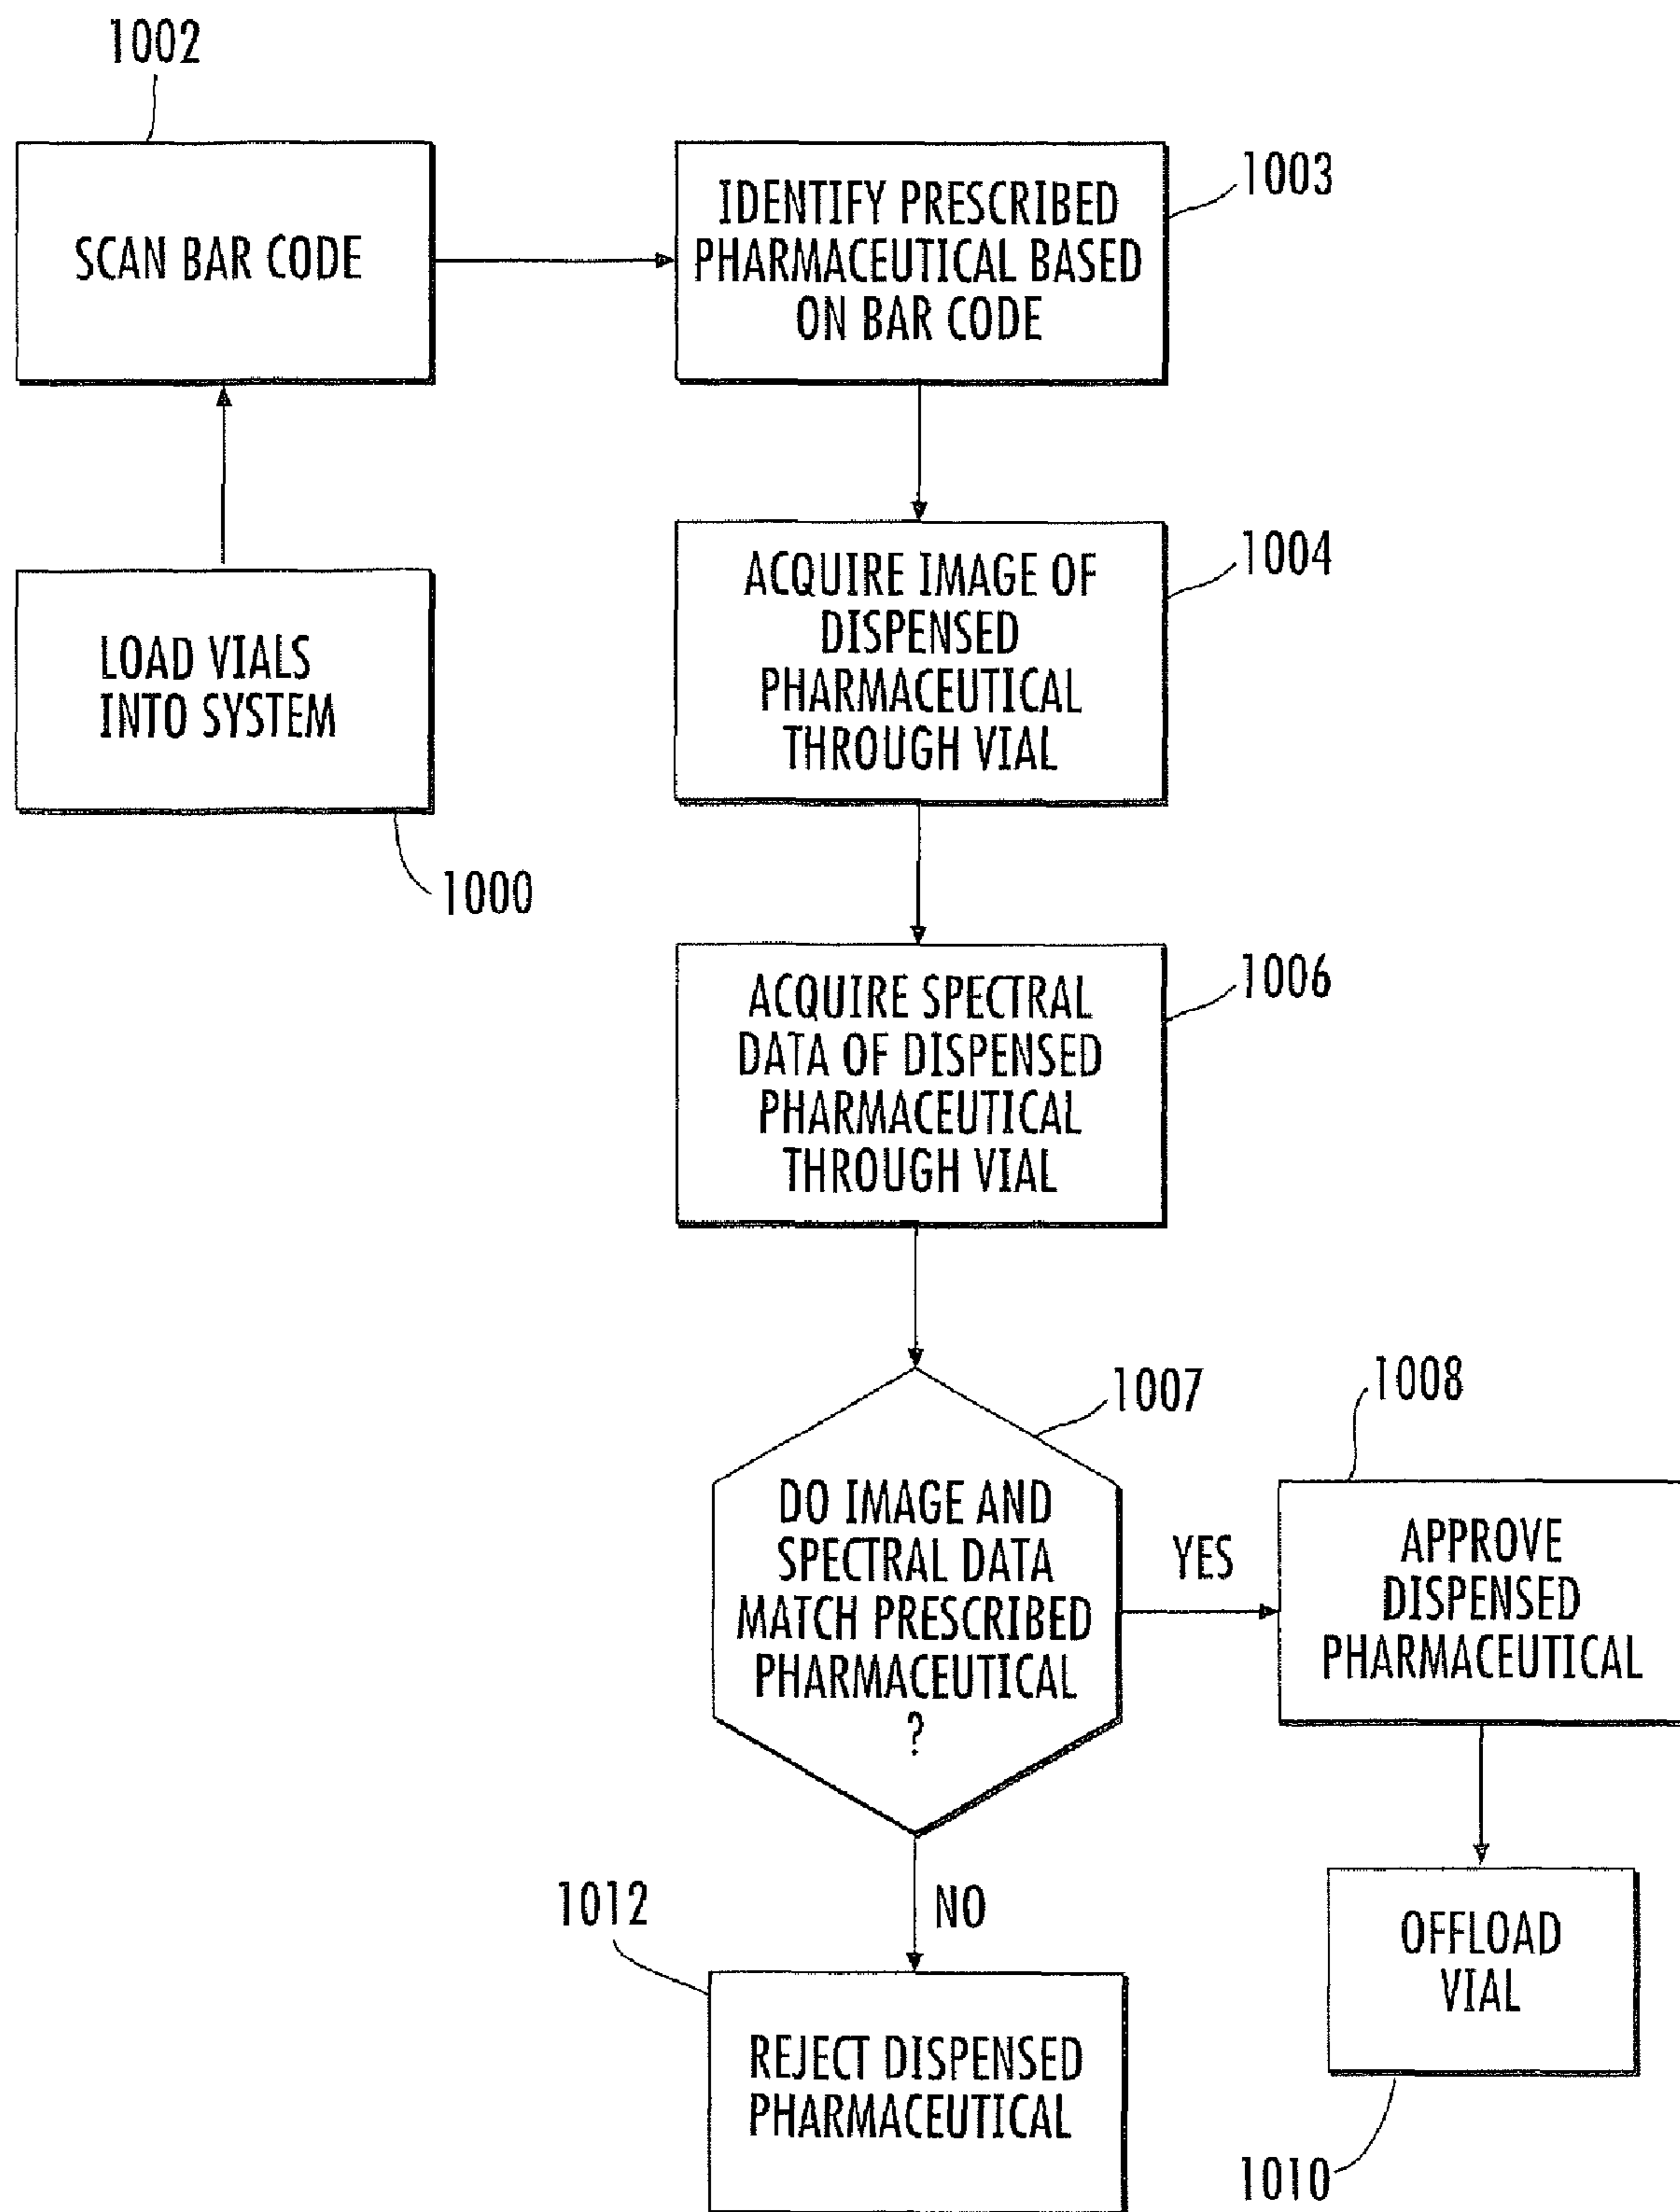 1002
SCAN BAR CODE
1003
IDENTIFY PRESCRIBED
PHARMACEUTICAL BASED
ON BAR CODE
LOAD VIALS
INTO SYSTEM
1000
1004
ACQUIRE IMAGE OF
DISPENSED
PHARMACEUTICAL
THROUGH VIAL
1006
ACQUIRE SPECTRAL
DATA OF DISPENSED
PHARMACEUTICAL
THROUGH VIAL
1007
DO IMAGE AND
SPECTRAL DATA
MATCH PRESCRIBED
PHARMACEUTICAL
?
YES
1008
APPROVE
DISPENSED
PHARMACEUTICAL
NO
1012
REJECT DISPENSED
PHARMACEUTICAL
OFFLOAD
VIAL
1010